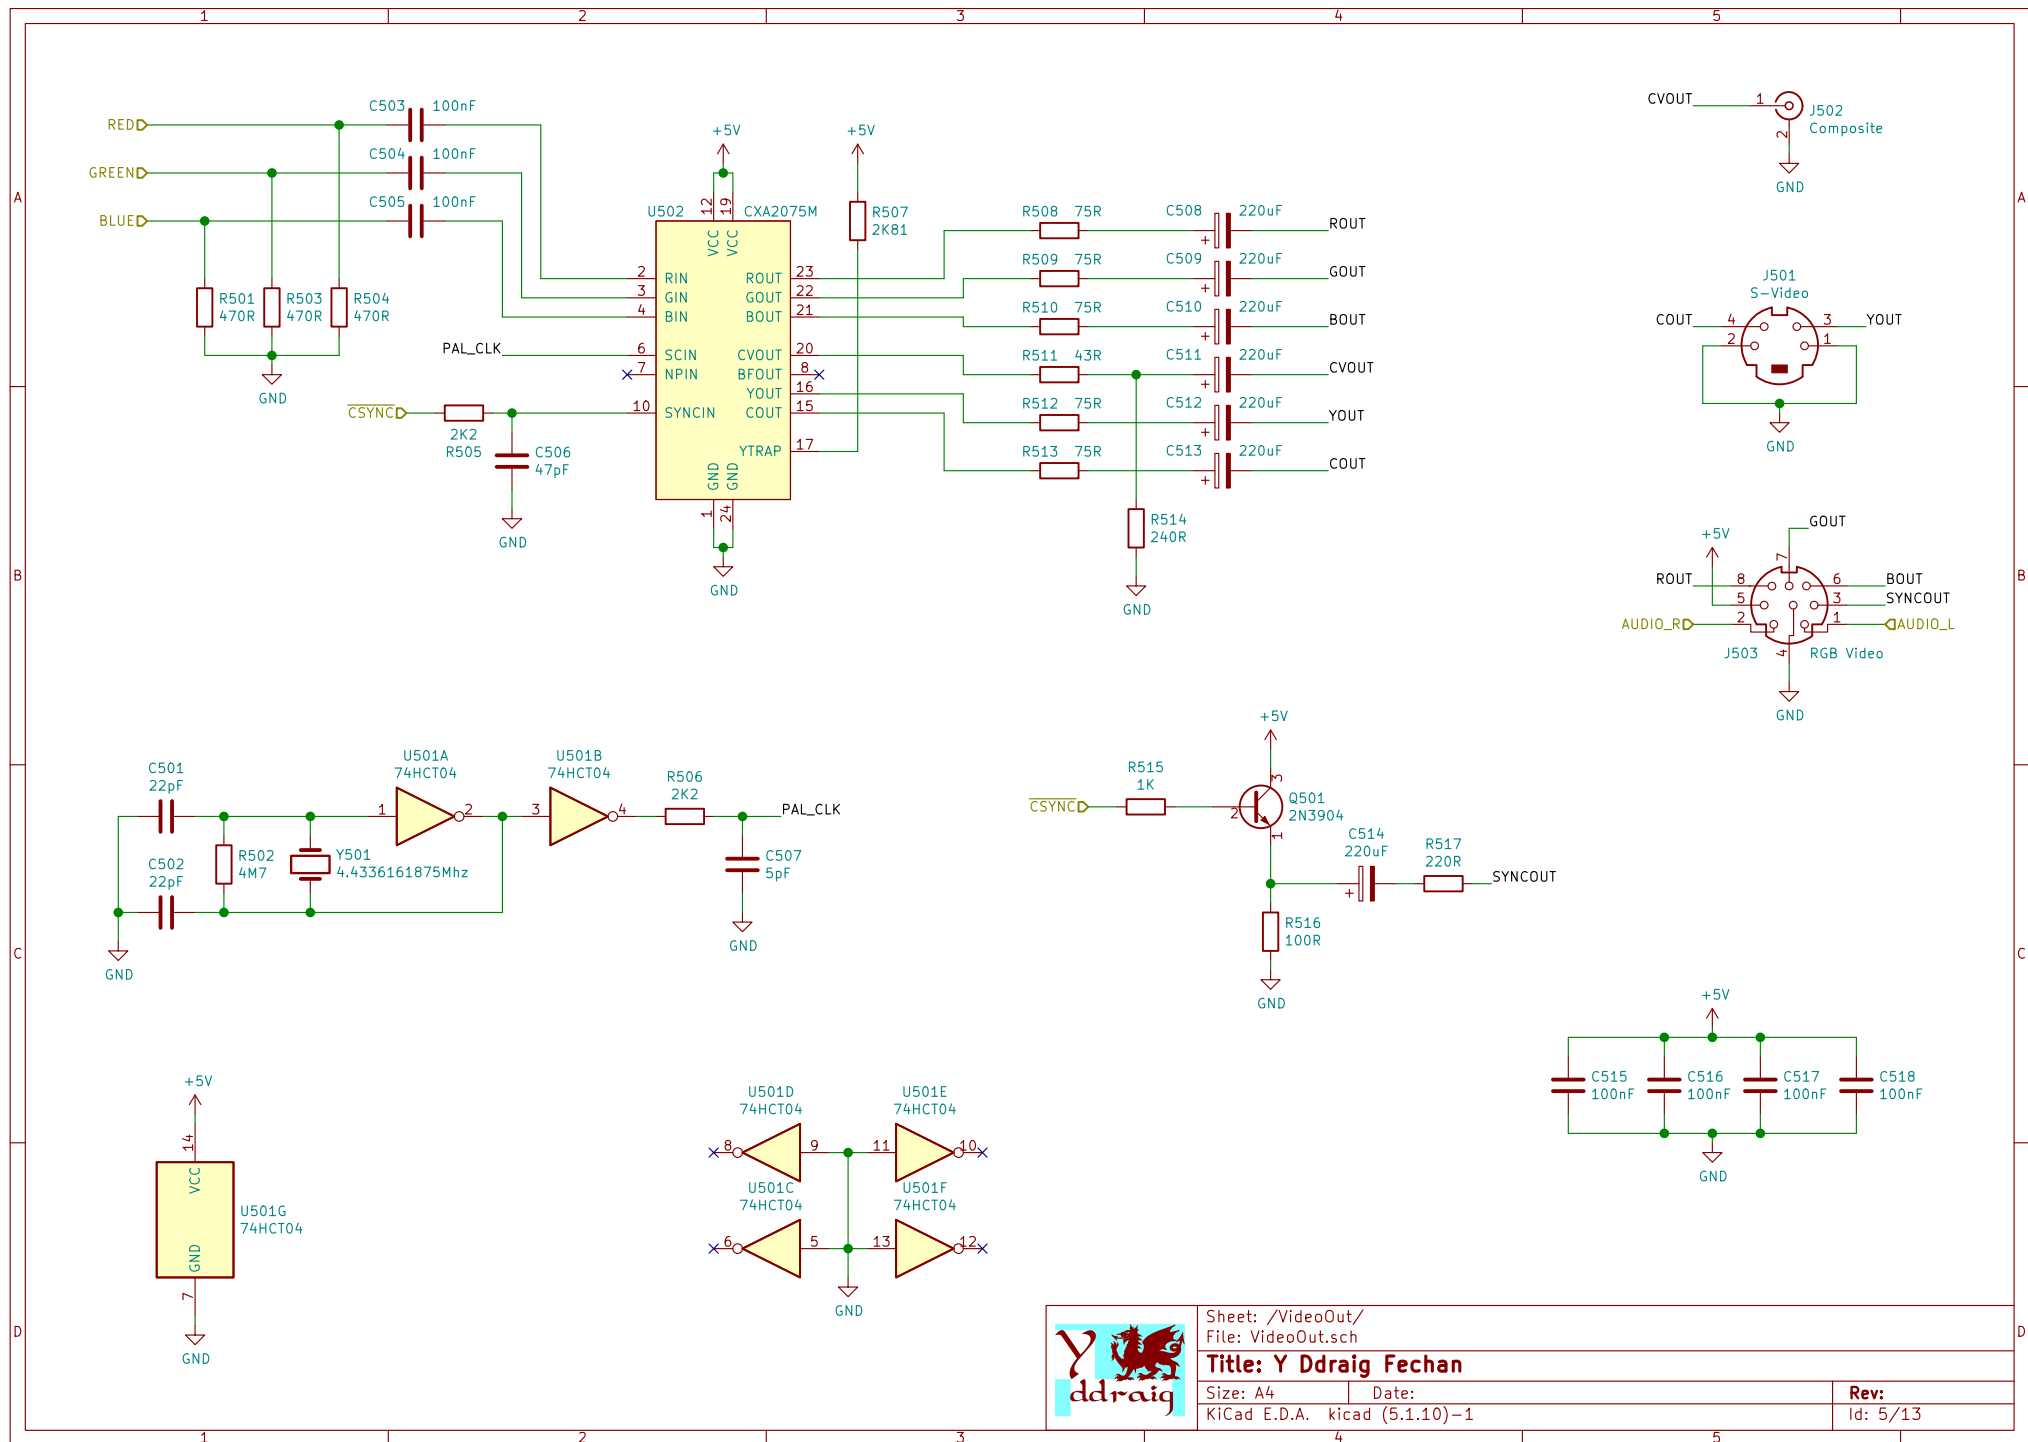 1 2 3 4 5
A
B
C
D
A
B
C
D
1 2 3 4 5
RED
GREEN
BLUE
C503 100nF
C504 100nF
C505 100nF
R501
470R
R503
470R
R504
470R
GND
PAL_CLK
CSYNC
2K2
R505
C506
47pF
GND
+5V
U502 CXA2075M
12 19
VCC VCC
2 RIN
3 GIN
4 BIN
6 SCIN
7 NPIN
10 SYNCIN
ROUT 23
GOUT 22
BOUT 21
CVOUT 20
BFOUT 8
YOUT 16
COUT 15
YTRAP 17
GND GND
1 24
GND
+5V
R507
2K81
R508 75R
R509 75R
R510 75R
R511 43R
R512 75R
R513 75R
C508 220uF
+
ROUT
C509 220uF
+
GOUT
C510 220uF
+
BOUT
C511 220uF
+
CVOUT
C512 220uF
+
YOUT
C513 220uF
+
COUT
R514
240R
GND
CVOUT 1
2
J502
Composite
GND
J501
S-Video
COUT 4 3 YOUT
2 1
GND
GOUT
+5V
7
ROUT 8 6 BOUT
5 3 SYNCOUT
AUDIO_R 2 1 AUDIO_L
J503 4 RGB Video
GND
C501
22pF
C502
22pF
GND
R502
4M7
Y501
4.4336161875Mhz
U501A
74HCT04
1 2
U501B
74HCT04
3 4
R506
2K2
PAL_CLK
C507
5pF
GND
+5V
R515
1K
CSYNC
3
2
1
Q501
2N3904
C514
220uF
+
R517
220R
SYNCOUT
R516
100R
GND
+5V
C515
100nF
C516
100nF
C517
100nF
C518
100nF
GND
+5V
14
VCC
U501G
74HCT04
GND
7
GND
U501D
74HCT04
8 9
U501E
74HCT04
11 10
U501C
74HCT04
6 5
U501F
74HCT04
13 12
GND
Y
ddraig
Sheet: /VideoOut/
File: VideoOut.sch
Title: Y Ddraig Fechan
Size: A4 Date: Rev:
KiCad E.D.A. kicad (5.1.10)-1 Id: 5/13